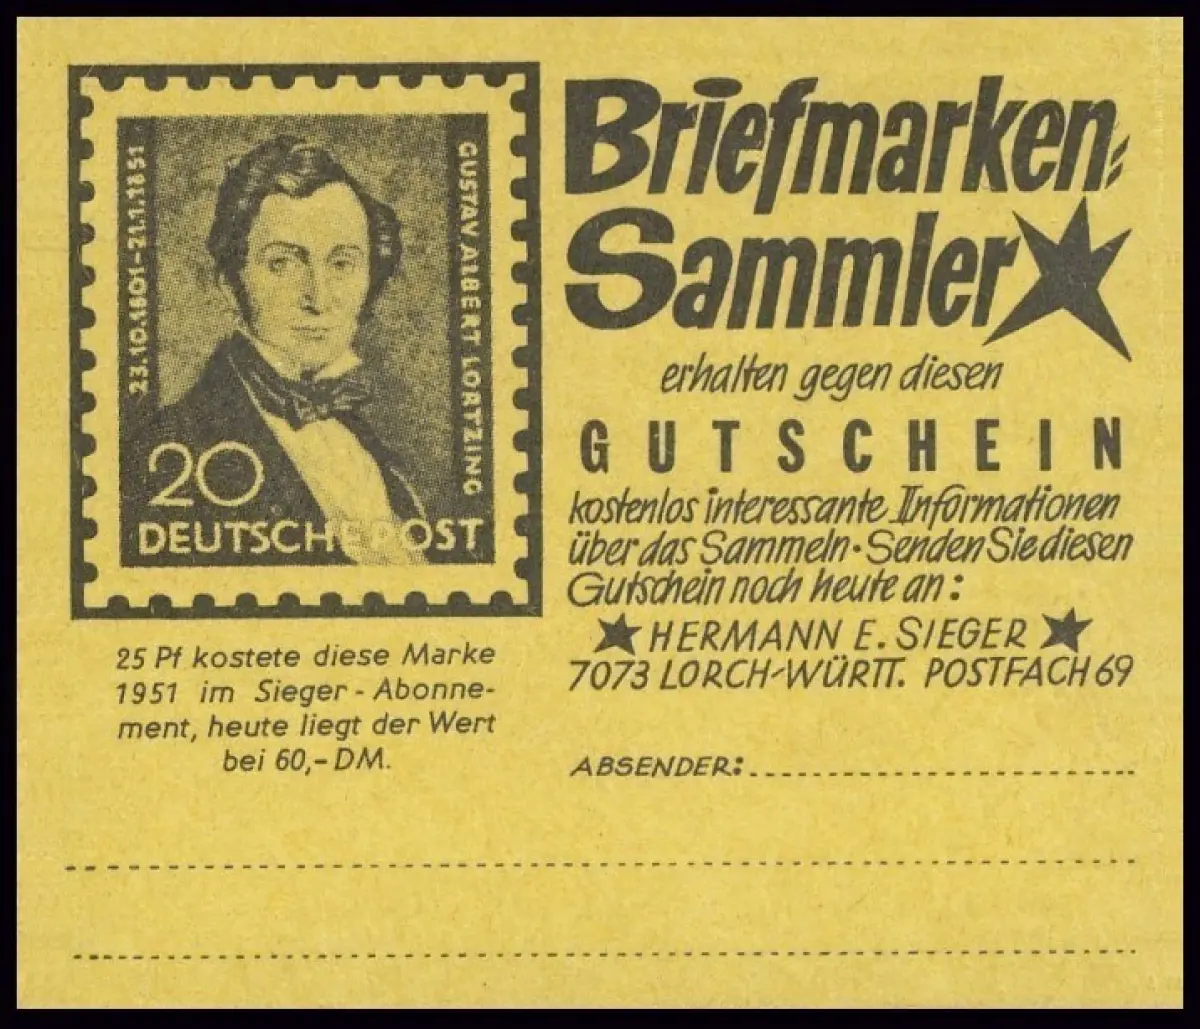 23.10.1801-21.1.1851
GUSTAV ALBERT LORTZING
20
DEUTSCHE POST
25 Pf kostete diese Marke
1951 im Sieger - Abonne-
ment, heute liegt der Wert
bei 60,- DM.
Briefmarken-
Sammler
erhalten gegen diesen
GUTSCHEIN
kostenlos interessante Informationen
über das Sammeln · Senden Sie diesen
Gutschein noch heute an:
HERMANN E. SIEGER
7073 LORCH-WÜRTT. POSTFACH 69
ABSENDER: